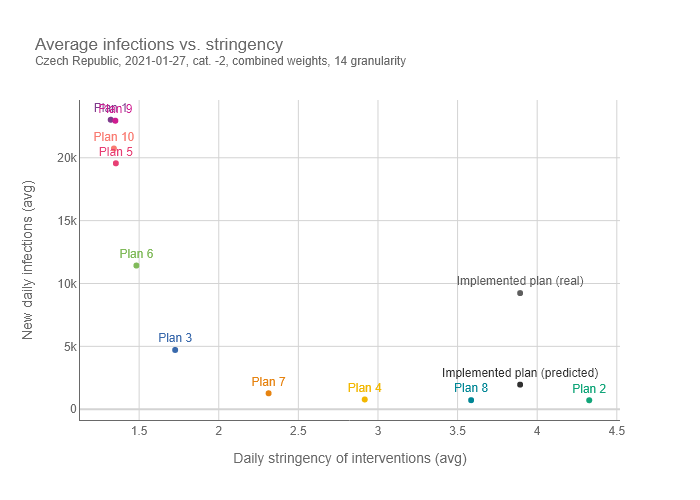 Average infections vs. stringency
Czech Republic, 2021-01-27, cat. -2, combined weights, 14 granularity
Plan 1
Plan 9
Plan 10
Plan 5
20k
15k
Plan 6
10k
Implemented plan (real)
5k
Plan 3
Plan 7
Plan 4
Implemented plan (predicted)
Plan 8
Plan 2
0
1.5
2
2.5
3
3.5
4
4.5
New daily infections (avg)
Daily stringency of interventions (avg)